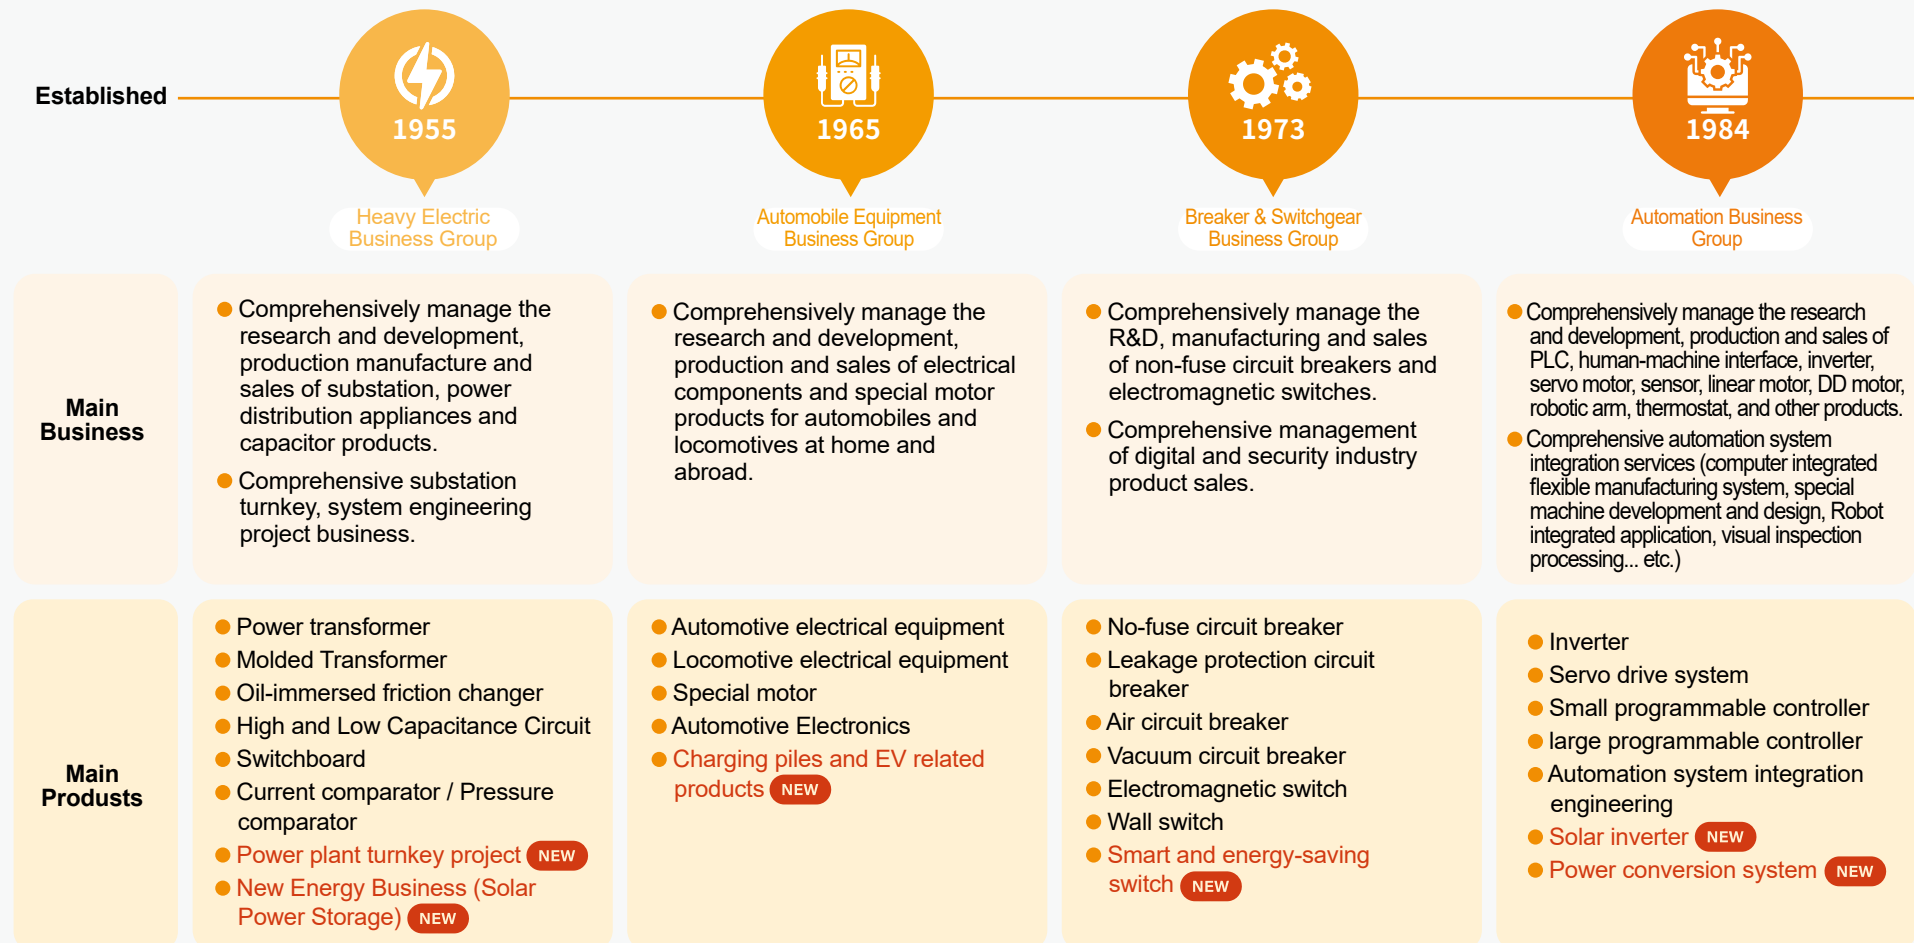 Established
1955
1965
1973
1984
Heavy Electric
Business Group
Automobile Equipment
Business Group
Breaker & Switchgear
Business Group
Automation Business
Group
Main
Business
Comprehensively manage the
research and development,
production manufacture and
sales of substation, power
distribution appliances and
capacitor products.
Comprehensive substation
turnkey, system engineering
project business.
Comprehensively manage the
research and development,
production and sales of electrical
components and special motor
products for automobiles and
locomotives at home and
abroad.
Comprehensively manage the
R&D, manufacturing and sales
of non-fuse circuit breakers and
electromagnetic switches.
Comprehensive management
of digital and security industry
product sales.
Comprehensively manage the research
and development, production and sales of
PLC, human-machine interface, inverter,
servo motor, sensor, linear motor, DD motor,
robotic arm, thermostat, and other products.
Comprehensive automation system
integration services (computer integrated
flexible manufacturing system, special
machine development and design, Robot
integrated application, visual inspection
processing... etc.)
Main
Produsts
Power transformer
Molded Transformer
Oil-immersed friction changer
High and Low Capacitance Circuit
Switchboard
Current comparator / Pressure
comparator
Power plant turnkey project NEW
New Energy Business (Solar
Power Storage) NEW
Automotive electrical equipment
Locomotive electrical equipment
Special motor
Automotive Electronics
Charging piles and EV related
products NEW
No-fuse circuit breaker
Leakage protection circuit
breaker
Air circuit breaker
Vacuum circuit breaker
Electromagnetic switch
Wall switch
Smart and energy-saving
switch NEW
Inverter
Servo drive system
Small programmable controller
large programmable controller
Automation system integration
engineering
Solar inverter NEW
Power conversion system NEW